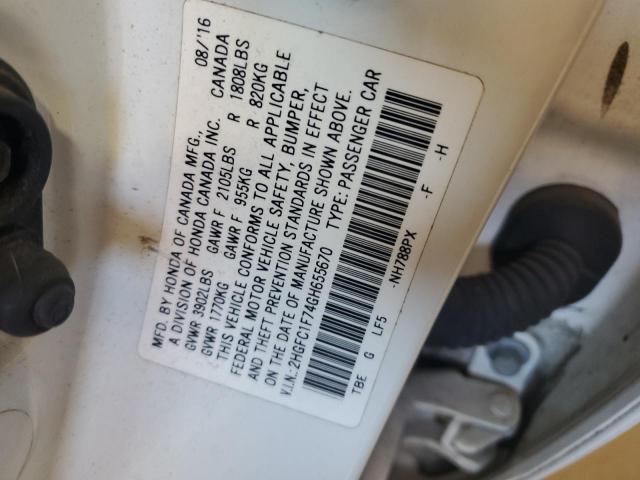 MFD. BY HONDA OF CANADA MFG., 08/'16
A DIVISION OF HONDA CANADA INC. CANADA
GVWR 3902LBS GAWR F 2105LBS R 1808LBS
GVWR 1770KG GAWR F 955KG R 820KG
THIS VEHICLE CONFORMS TO ALL APPLICABLE
FEDERAL MOTOR VEHICLE SAFETY, BUMPER,
AND THEFT PREVENTION STANDARDS IN EFFECT
ON THE DATE OF MANUFACTURE SHOWN ABOVE.
V.I.N.: 2HGFC1F74GH655670 TYPE: PASSENGER CAR
TBE G LF5 -NH788PX -F -H